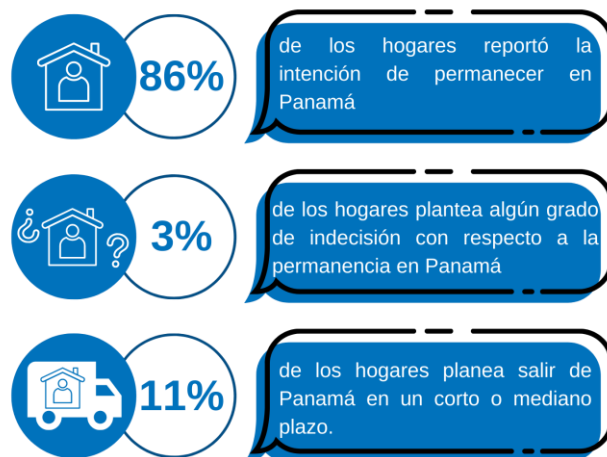 86%
de los hogares reportó la
intención de permanecer en
Panamá
¿
?
3%
de los hogares plantea algún grado
de indecisión con respecto a la
permanencia en Panamá
11%
de los hogares planea salir de
Panamá en un corto o mediano
plazo.